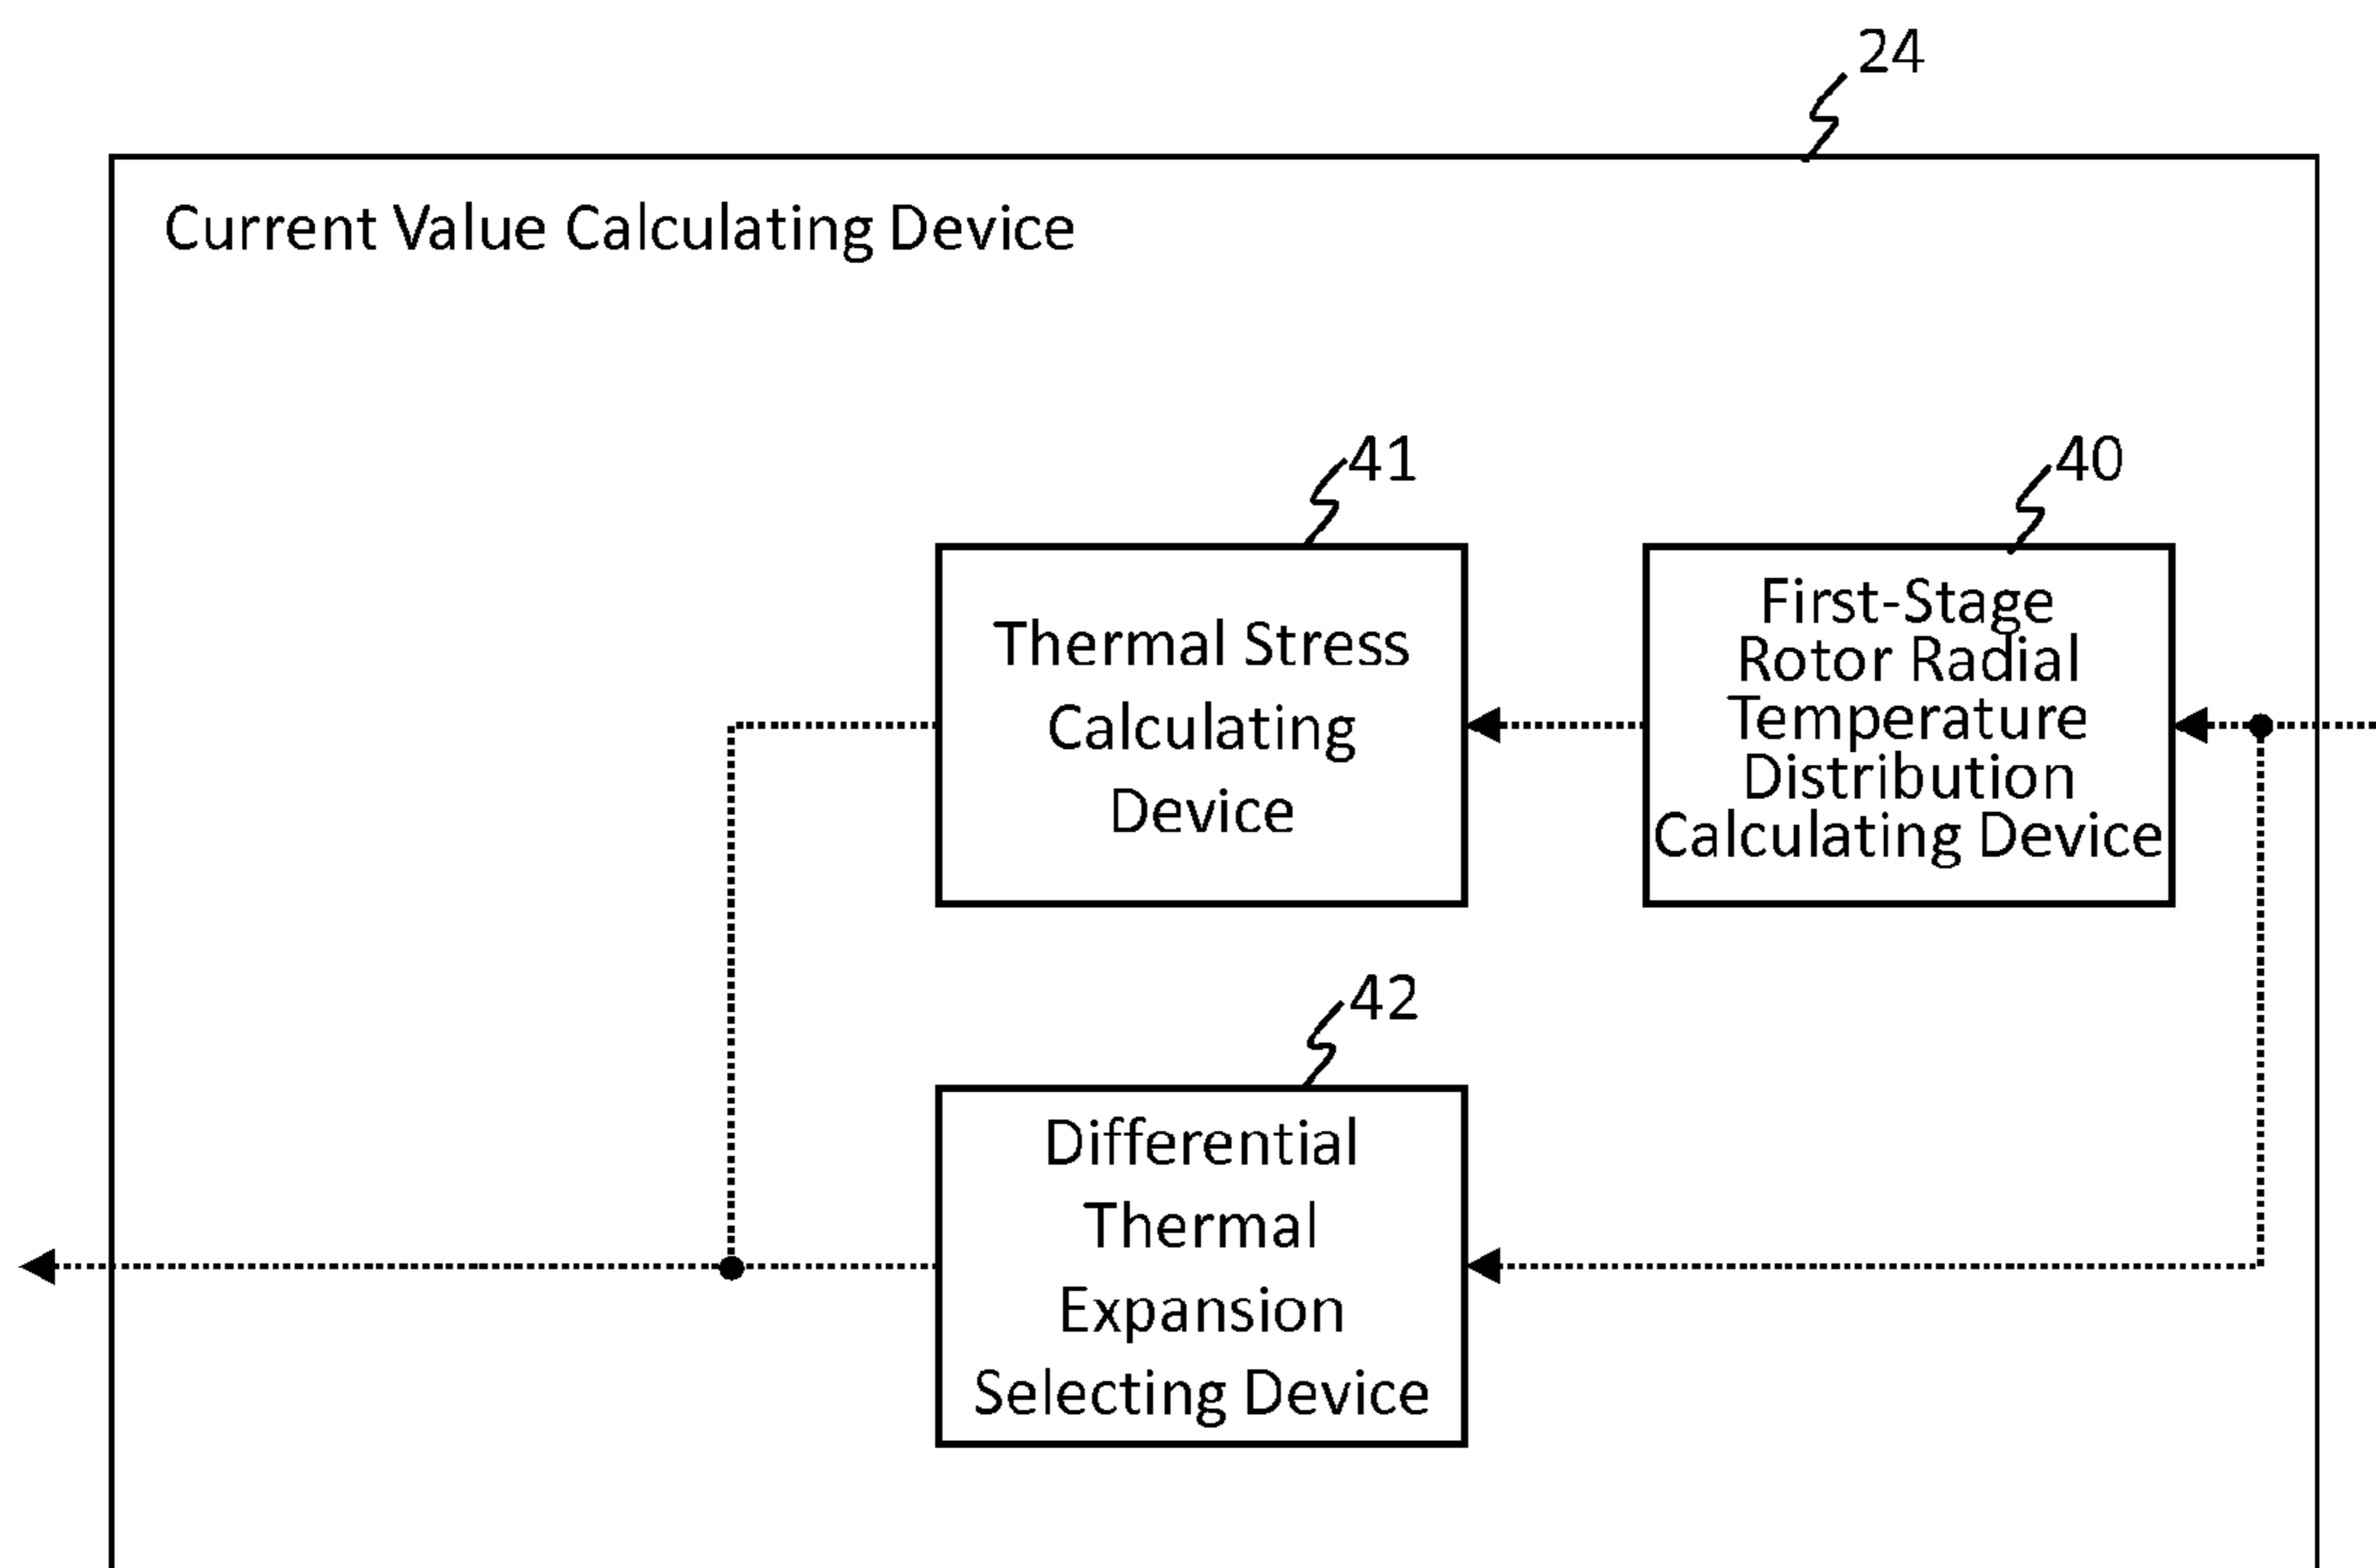 24
Current Value Calculating Device
41
40
Thermal Stress
Calculating
Device
First-Stage
Rotor Radial
Temperature
Distribution
Calculating Device
42
Differential
Thermal
Expansion
Selecting Device